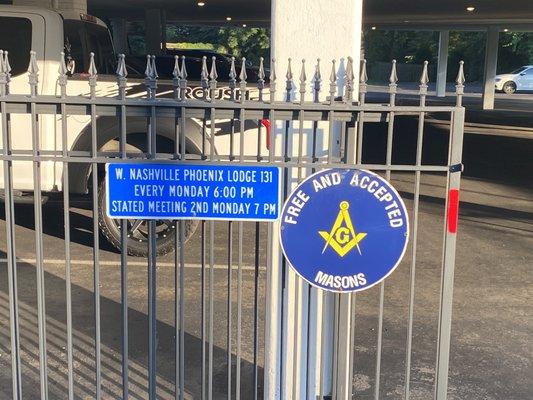 ROUSH
W. NASHVILLE PHOENIX LODGE 131
EVERY MONDAY 6:00 PM
STATED MEETING 2ND MONDAY 7 PM
FREE AND ACCEPTED
G
MASONS